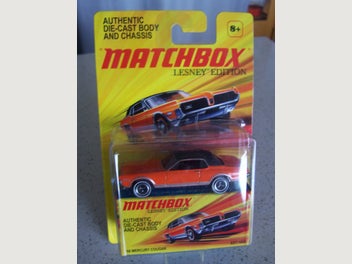 AUTHENTIC
DIE-CAST BODY
AND CHASSIS
8+
MATCHBOX
LESNEY EDITION
MATCHBOX
LESNEY EDITION
AUTHENTIC
DIE-CAST BODY
AND CHASSIS
MERCURY COUGAR